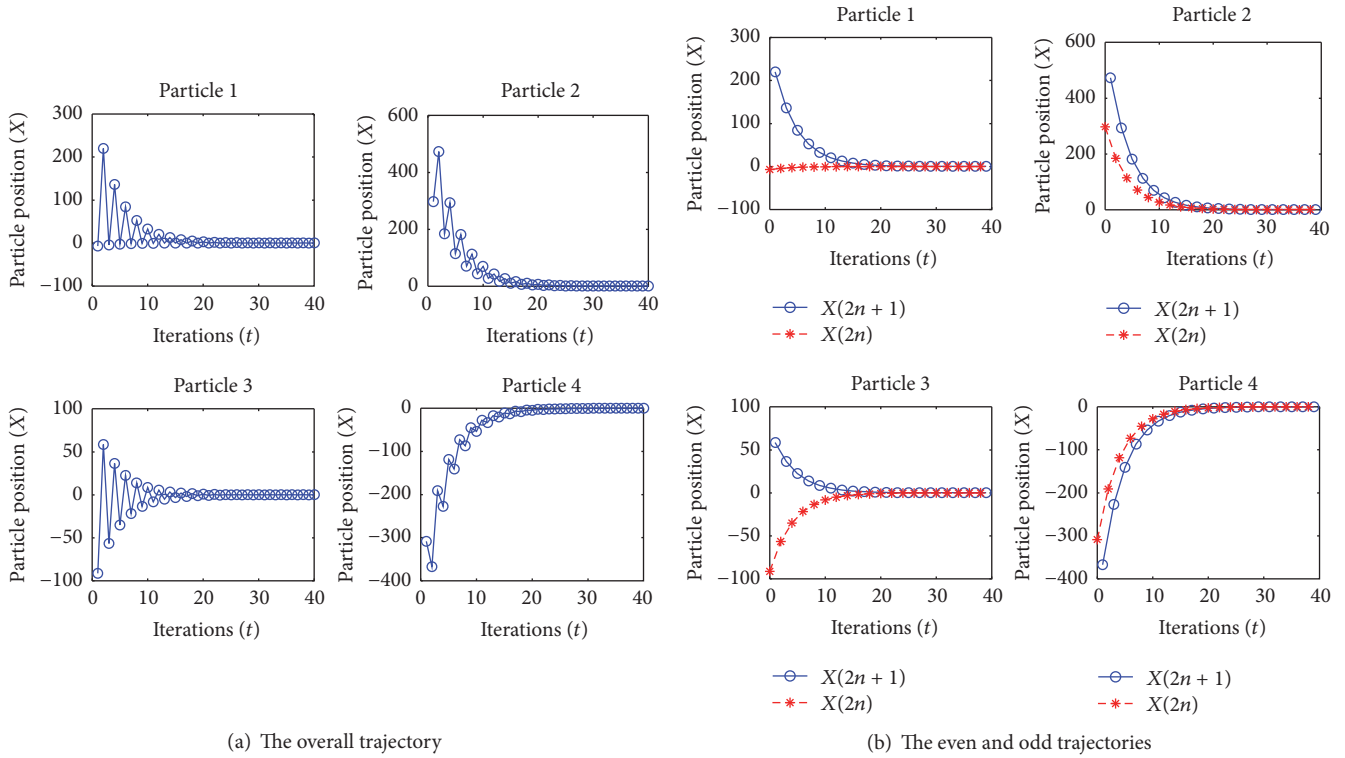 Particle 1
300
200
100
0
−100
Particle position (X)
0 10 20 30 40
Iterations (t)
Particle 2
600
400
200
0
Particle position (X)
0 10 20 30 40
Iterations (t)
Particle 3
100
50
0
−50
−100
Particle position (X)
0 10 20 30 40
Iterations (t)
Particle 4
0
−100
−200
−300
−400
Particle position (X)
0 10 20 30 40
Iterations (t)
(a) The overall trajectory
Particle 1
300
200
100
0
−100
Particle position (X)
0 10 20 30 40
Iterations (t)
X(2n + 1)
X(2n)
Particle 2
600
400
200
0
Particle position (X)
0 10 20 30 40
Iterations (t)
X(2n + 1)
X(2n)
Particle 3
100
50
0
−50
−100
Particle position (X)
0 10 20 30 40
Iterations (t)
X(2n + 1)
X(2n)
Particle 4
0
−100
−200
−300
−400
Particle position (X)
0 10 20 30 40
Iterations (t)
X(2n + 1)
X(2n)
(b) The even and odd trajectories